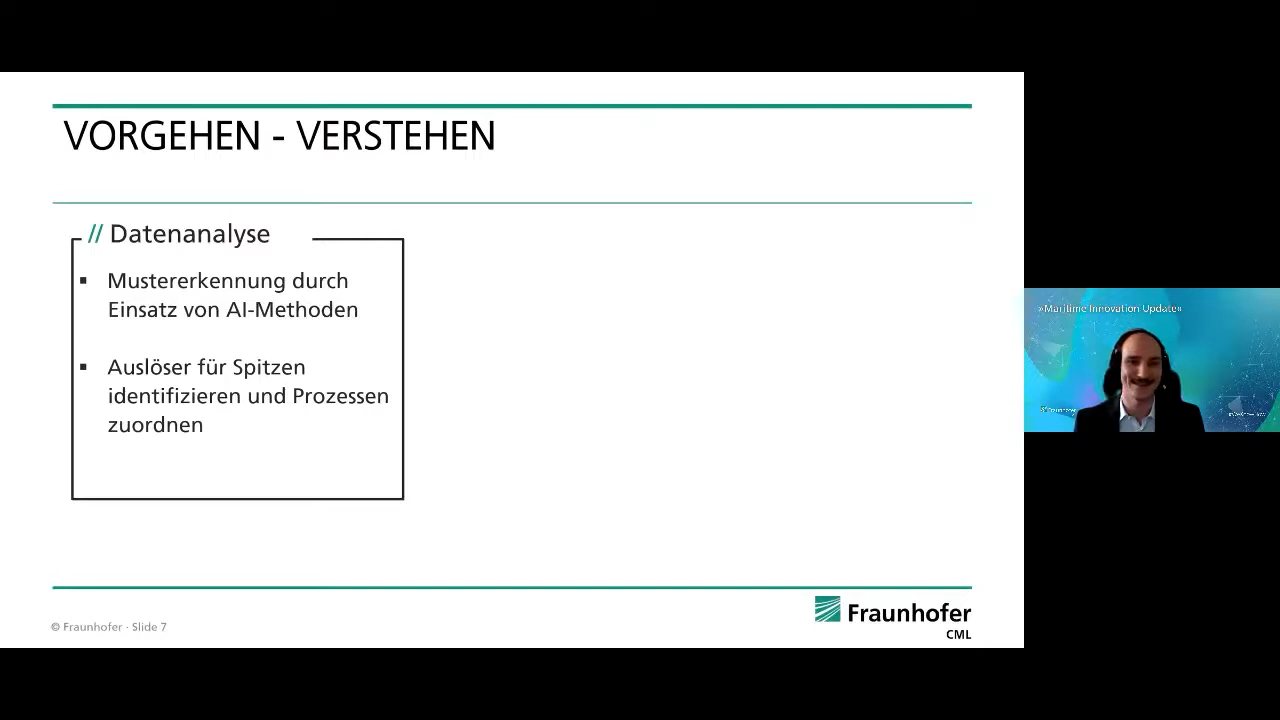 VORGEHEN - VERSTEHEN
// Datenanalyse
▪ Mustererkennung durch
Einsatz von AI-Methoden
▪ Auslöser für Spitzen
identifizieren und Prozessen
zuordnen
© Fraunhofer · Slide 7
Fraunhofer
CML
»Maritime Innovation Update«
Fraunhofer